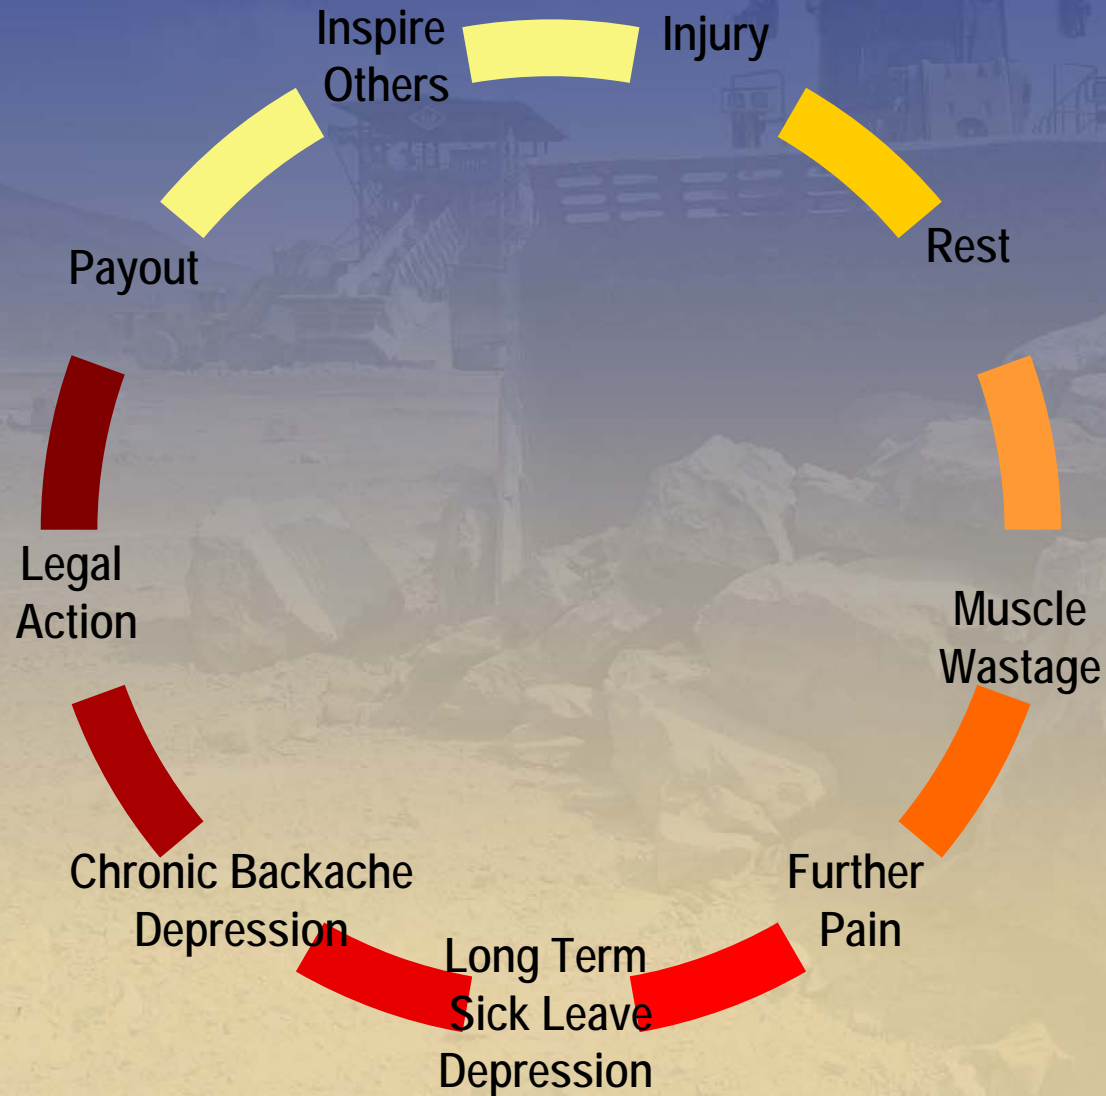 Inspire
Others
Injury
Rest
Muscle
Wastage
Further
Pain
Long Term
Sick Leave
Depression
Chronic Backache
Depression
Legal
Action
Payout